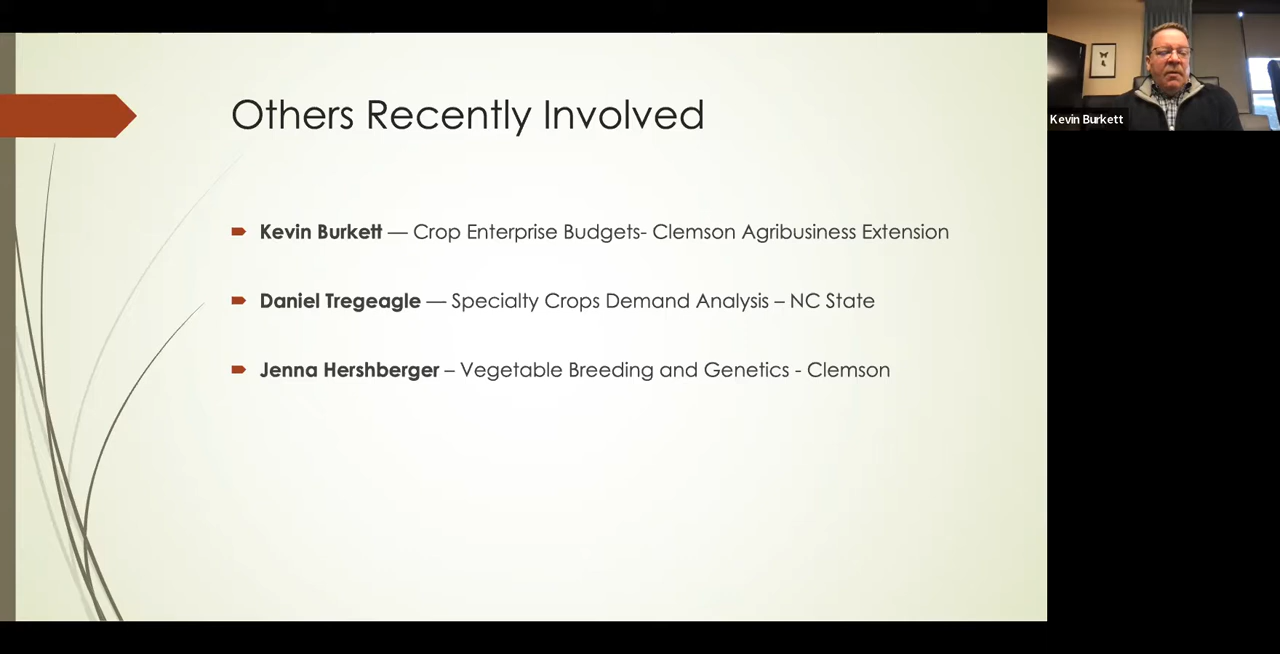 Others Recently Involved
Kevin Burkett — Crop Enterprise Budgets- Clemson Agribusiness Extension
Daniel Tregeagle — Specialty Crops Demand Analysis – NC State
Jenna Hershberger – Vegetable Breeding and Genetics - Clemson
Kevin Burkett